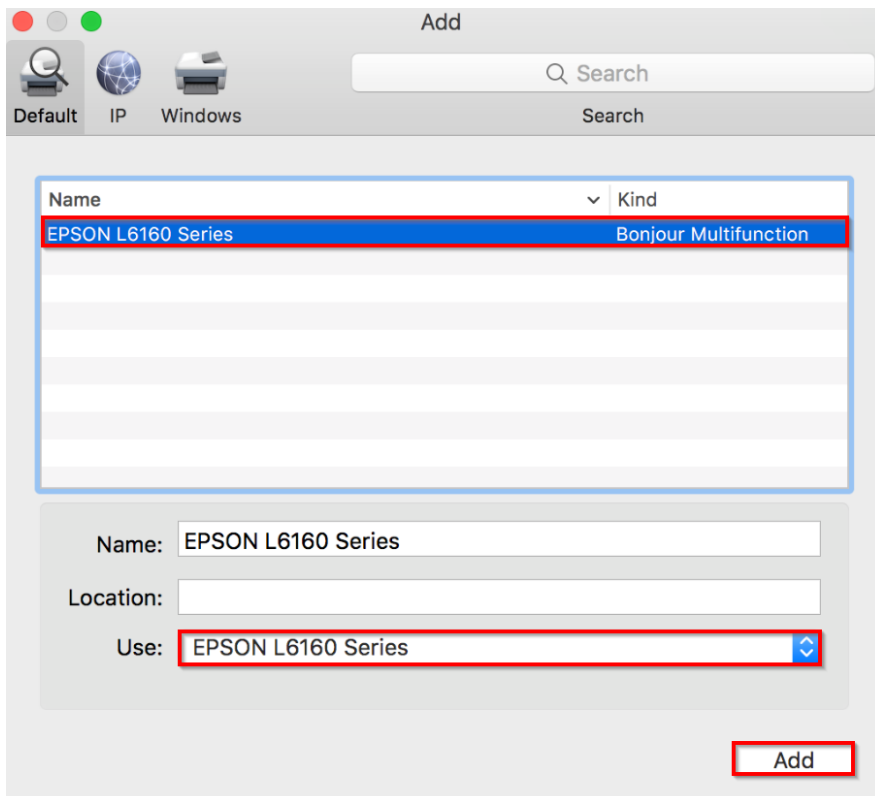 Add
Search
Default IP Windows Search
Name Kind
EPSON L6160 Series Bonjour Multifunction
Name: EPSON L6160 Series
Location:
Use: EPSON L6160 Series
Add